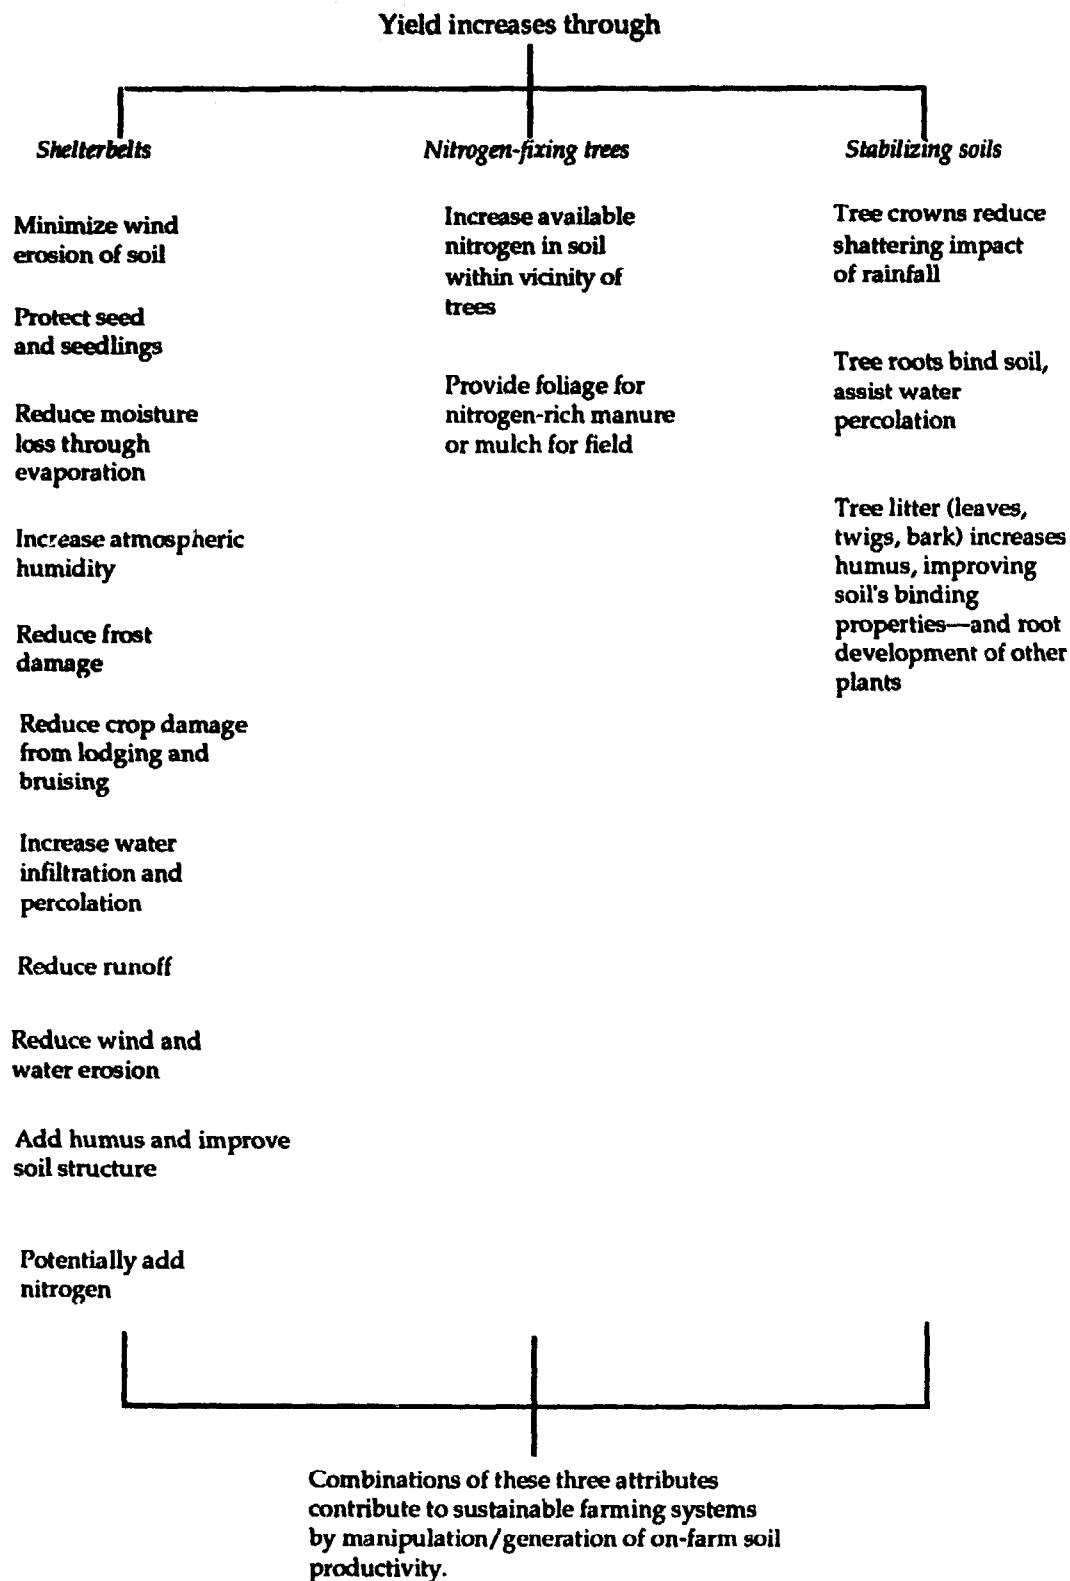 Yield increases through
Shelterbelts
Minimize wind
erosion of soil
Protect seed
and seedlings
Reduce moisture
loss through
evaporation
Increase atmospheric
humidity
Reduce frost
damage
Reduce crop damage
from lodging and
bruising
Increase water
infiltration and
percolation
Reduce runoff
Reduce wind and
water erosion
Add humus and improve
soil structure
Potentially add
nitrogen
Nitrogen-fixing trees
Increase available
nitrogen in soil
within vicinity of
trees
Provide foliage for
nitrogen-rich manure
or mulch for field
Stabilizing soils
Tree crowns reduce
shattering impact
of rainfall
Tree roots bind soil,
assist water
percolation
Tree litter (leaves,
twigs, bark) increases
humus, improving
soil's binding
properties—and root
development of other
plants
Combinations of these three attributes
contribute to sustainable farming systems
by manipulation/generation of on-farm soil
productivity.